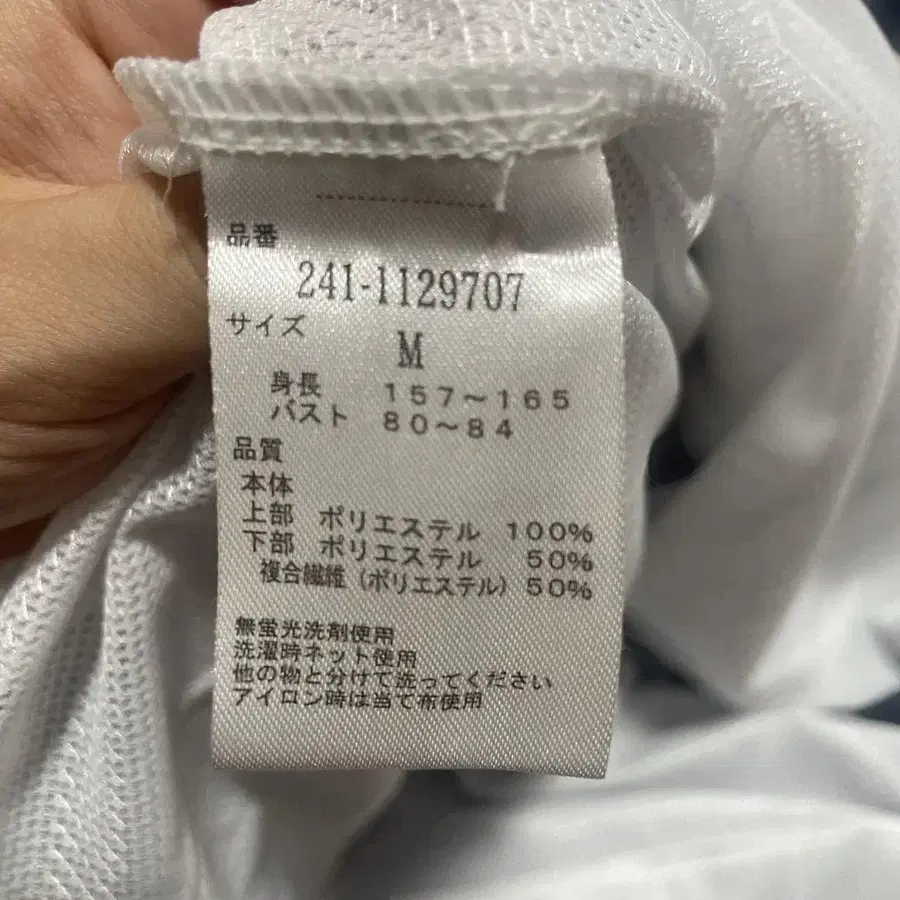 品番
241-1129707
サイズ
M
身長 157～165
バスト 80～84
品質
本体
上部 ポリエステル 100%
下部 ポリエステル 50%
複合繊維（ポリエステル）50%
無蛍光洗剤使用
洗濯時ネット使用
他の物と分けて洗ってください
アイロン時は当て布使用